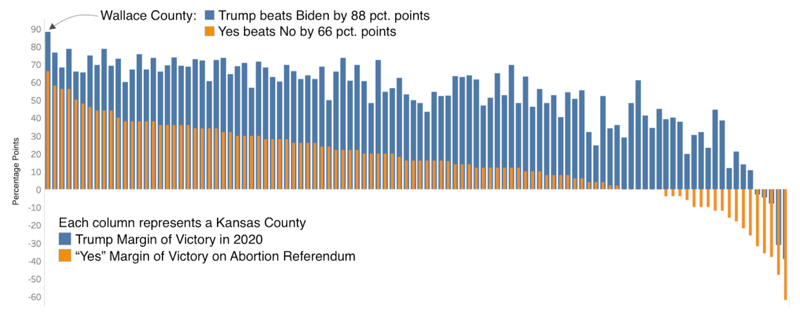 Wallace County:
Trump beats Biden by 88 pct. points
Yes beats No by 66 pct. points
90
80
70
60
50
40
30
20
10
0
-10
-20
-30
-40
-50
-60
Percentage Points
Each column represents a Kansas County
Trump Margin of Victory in 2020
“Yes” Margin of Victory on Abortion Referendum